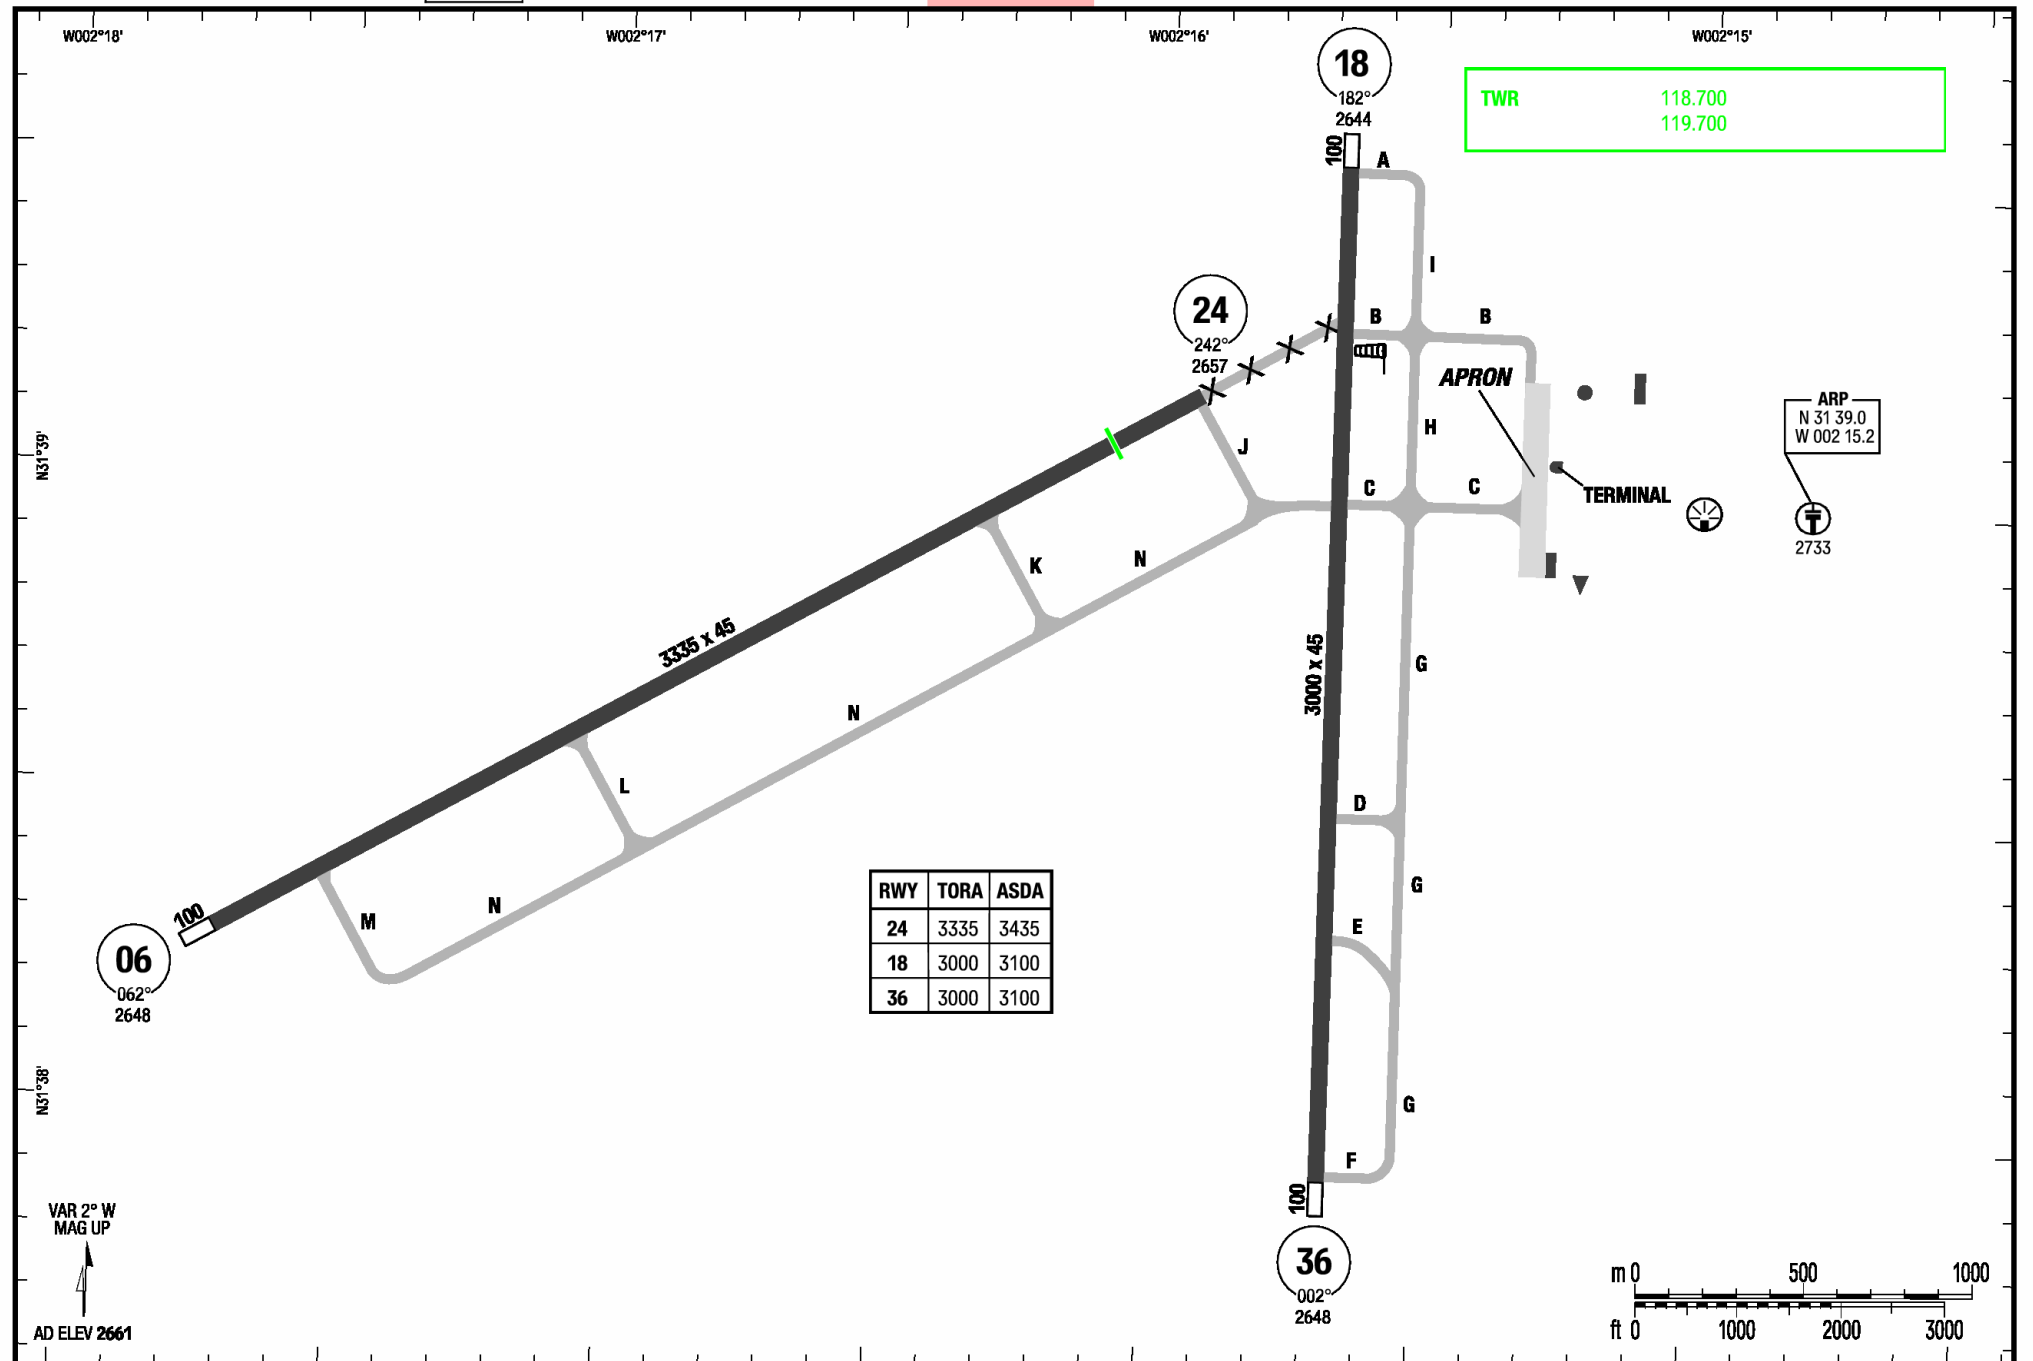 W002°18'
W002°17'
W002°16'
W002°15'
18
182°
2644
100
A
TWR 118.700
119.700
I
24
242°
2657
B
B
APRON
ARP
N 31 39.0
W 002 15.2
H
J
N31°39'
C
C
TERMINAL
2733
K
N
3335 x 45
3000 x 45
G
N
L
D
RWY TORA ASDA
24 3335 3435
18 3000 3100
36 3000 3100
G
N
M
E
100
06
062°
2648
N31°38'
G
F
100
VAR 2° W
MAG UP
36
002°
2648
m 0 500 1000
ft 0 1000 2000 3000
AD ELEV 2661